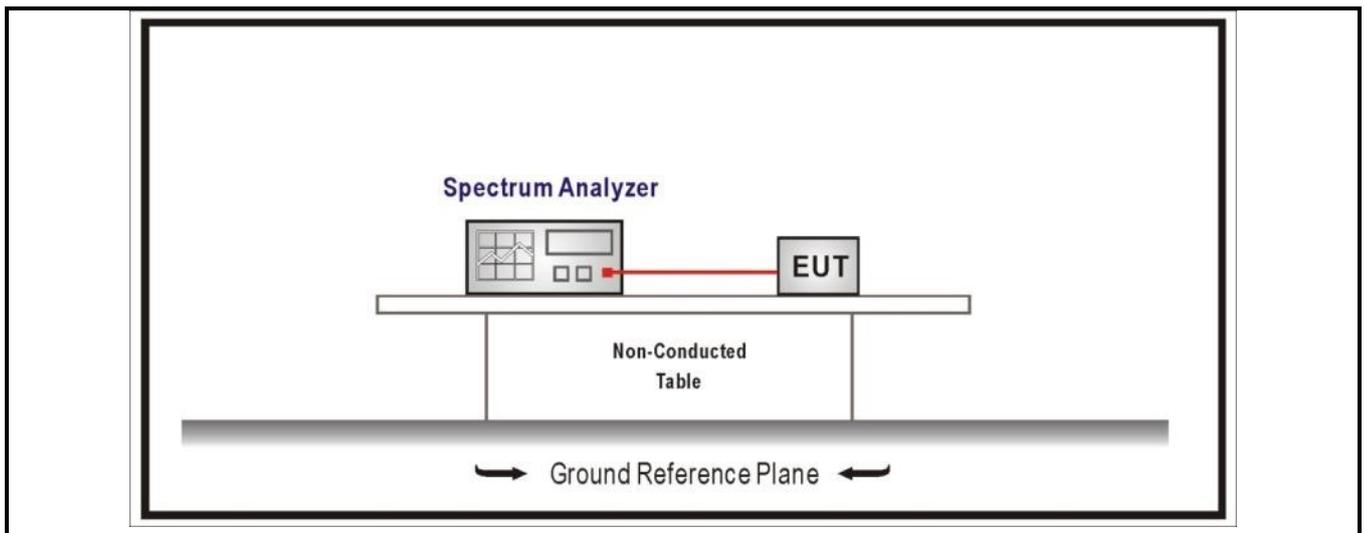 Spectrum Analyzer
EUT
Non-Conducted
Table
Ground Reference Plane